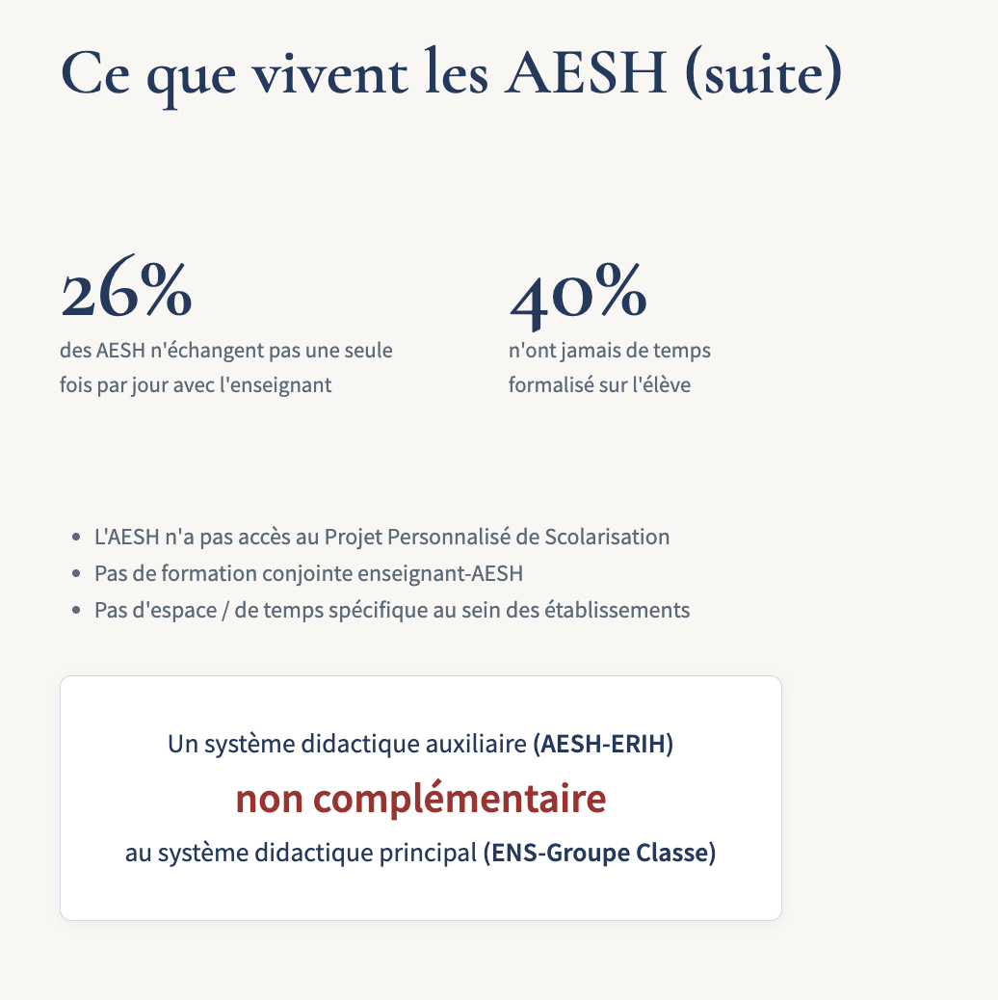 Ce que vivent les AESH (suite)
26%
des AESH n'échangent pas une seule
fois par jour avec l'enseignant
40%
n'ont jamais de temps
formalisé sur l'élève
• L'AESH n'a pas accès au Projet Personnalisé de Scolarisation
• Pas de formation conjointe enseignant-AESH
• Pas d'espace / de temps spécifique au sein des établissements
Un système didactique auxiliaire (AESH-ERIH)
non complémentaire
au système didactique principal (ENS-Groupe Classe)